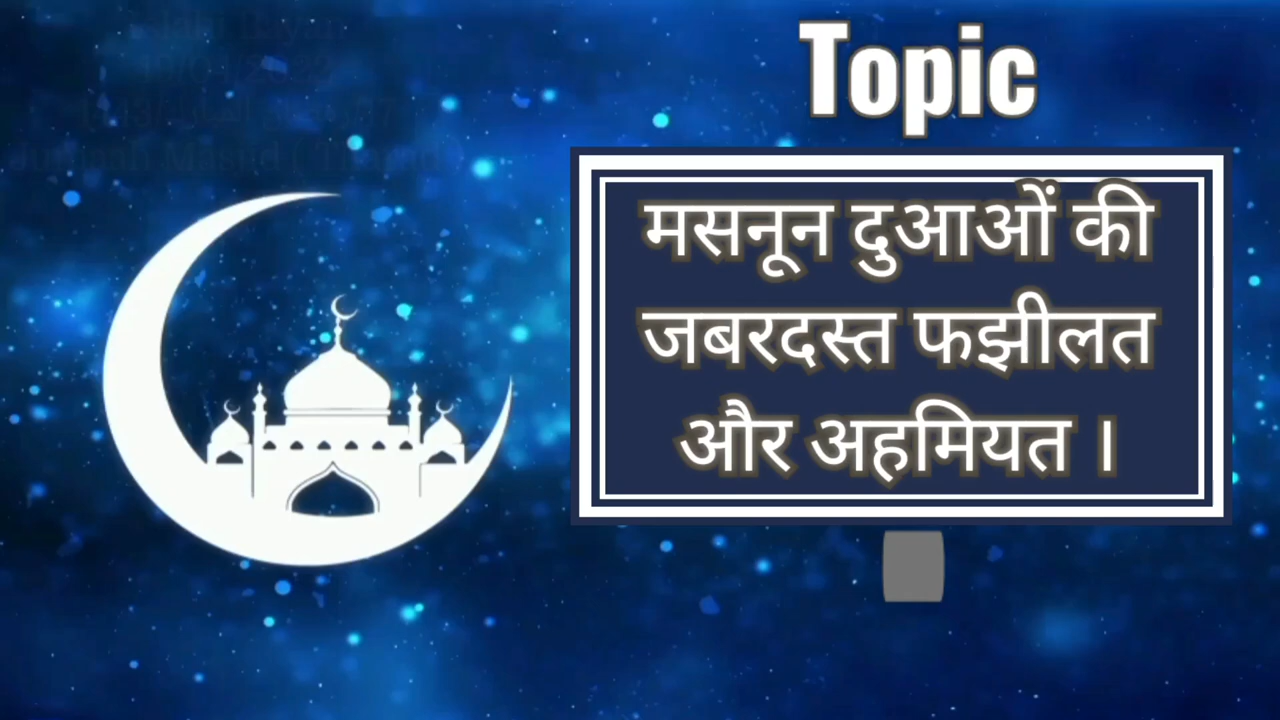 Topic
मसनून दुआओं की
जबरदस्त फझीलत
और अहमियत ।